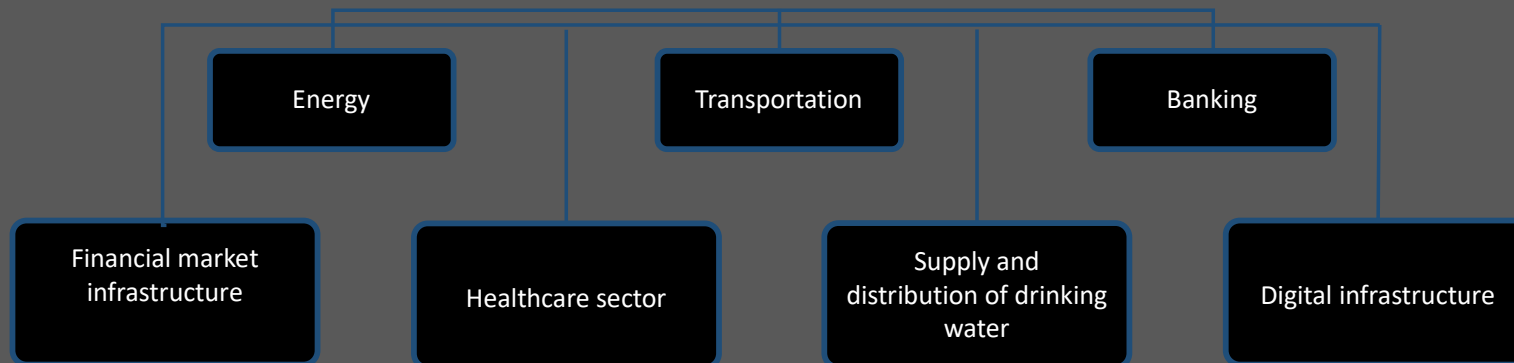 Energy
Transportation
Banking
Financial market
infrastructure
Healthcare sector
Supply and
distribution of drinking
water
Digital infrastructure